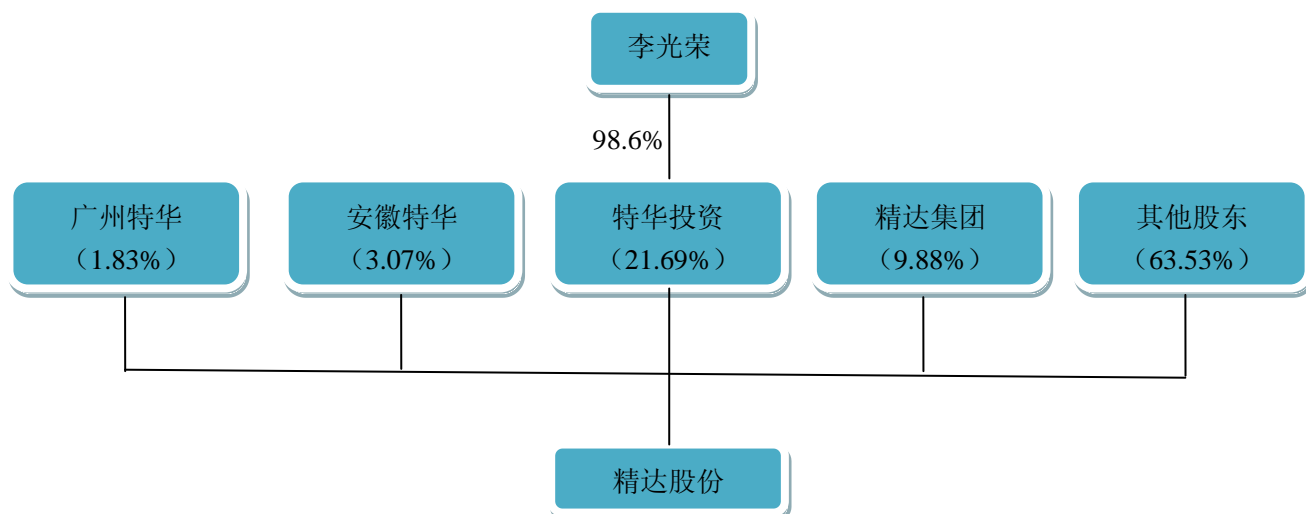 李光荣
98.6%
广州特华
（1.83%）
安徽特华
（3.07%）
特华投资
（21.69%）
精达集团
（9.88%）
其他股东
（63.53%）
精达股份